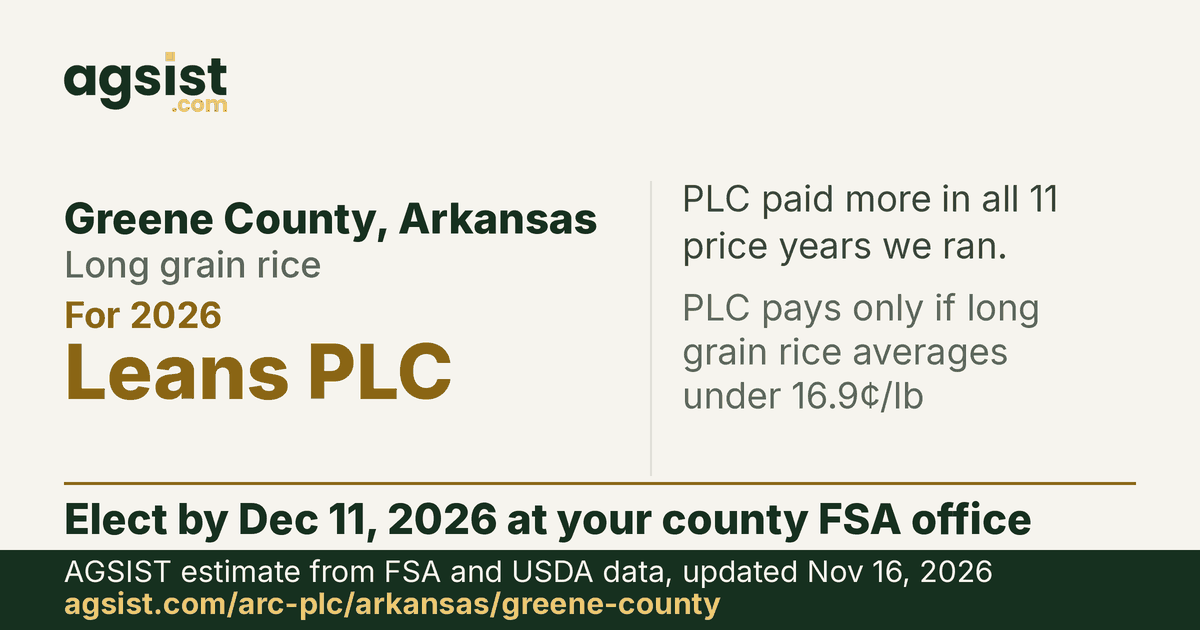 agsist
.com
Greene County, Arkansas
Long grain rice
For 2026
Leans PLC
PLC paid more in all 11
price years we ran.
PLC pays only if long
grain rice averages
under 16.9¢/lb
Elect by Dec 11, 2026 at your county FSA office
AGSIST estimate from FSA and USDA data, updated Nov 16, 2026
agsist.com/arc-plc/arkansas/greene-county